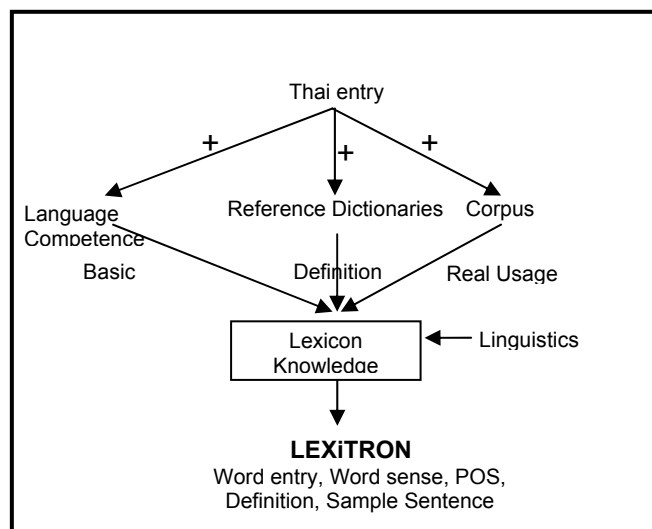 Thai entry
+ + +
Language Competence
Reference Dictionaries
Corpus
Basic
Definition
Real Usage
Lexicon
Knowledge
Linguistics
LEXiTRON
Word entry, Word sense, POS,
Definition, Sample Sentence